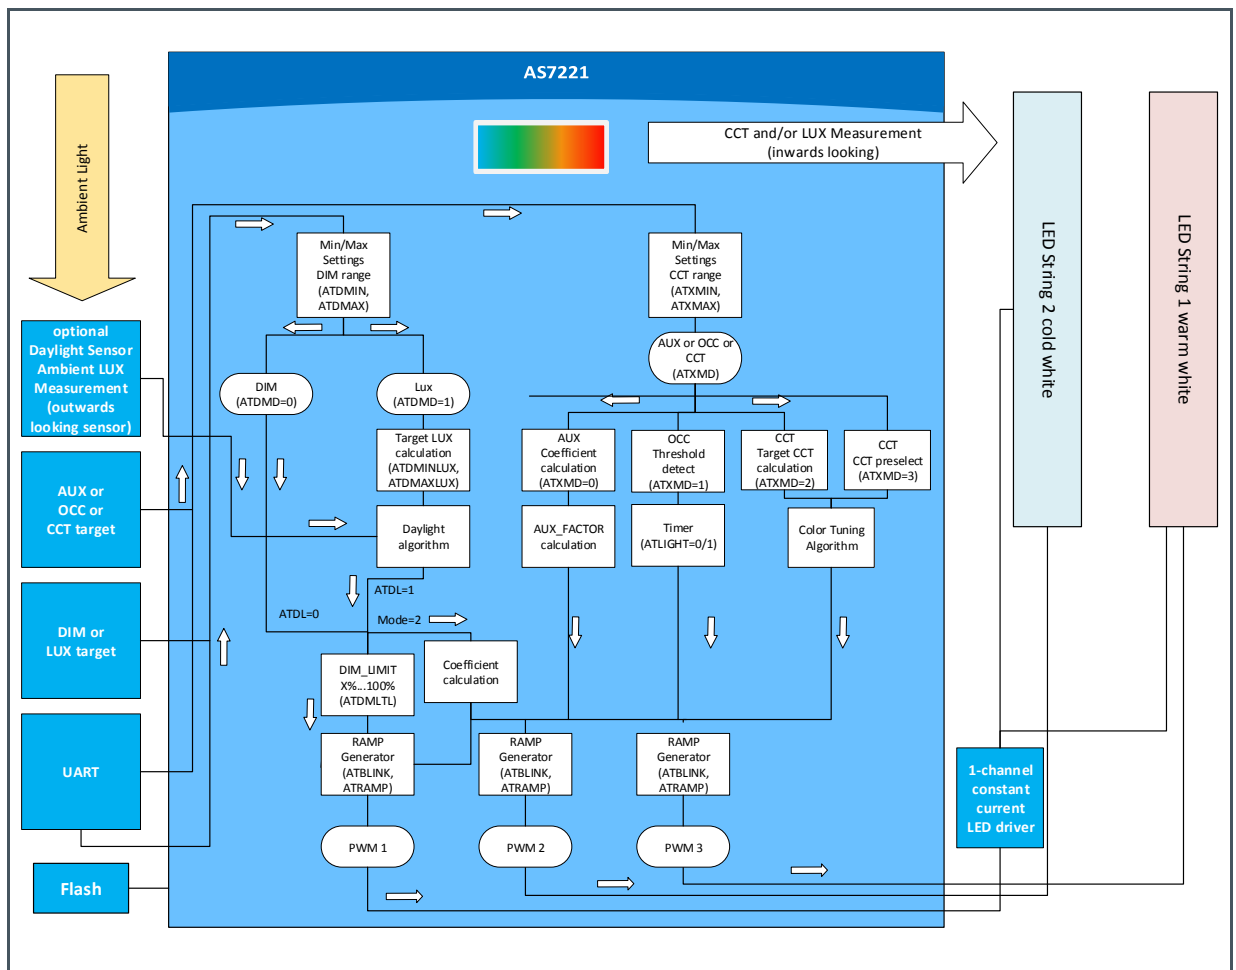 AS7221
CCT and/or LUX Measurement
(inwards looking)
Ambient Light
LED String 2 cold white
LED String 1 warm white
Min/Max
Settings
DIM range
(ATDMIN,
ATDMAX)
Min/Max
Settings
CCT range
(ATXMIN,
ATXMAX)
optional
Daylight Sensor
Ambient LUX
Measurement
(outwards
looking sensor)
AUX or OCC or
CCT
(ATXMD)
DIM
(ATDMD=0)
Lux
(ATDMD=1)
Target LUX
calculation
(ATDMINLUX,
ATDMAXLUX)
AUX
Coefficient
calculation
(ATXMD=0)
OCC
Threshold
detect
(ATXMD=1)
CCT
Target CCT
calculation
(ATXMD=2)
CCT
CCT preselect
(ATXMD=3)
AUX or
OCC or
CCT target
Daylight
algorithm
AUX_FACTOR
calculation
Timer
(ATLIGHT=0/1)
Color Tuning
Algorithm
ATDL=1
ATDL=0
Mode=2
DIM or
LUX target
DIM_LIMIT
X%...100%
(ATDMLTL)
Coefficient
calculation
UART
RAMP
Generator
(ATBLINK,
ATRAMP)
RAMP
Generator
(ATBLINK,
ATRAMP)
RAMP
Generator
(ATBLINK,
ATRAMP)
1-channel
constant
current
LED driver
PWM 1
PWM 2
PWM 3
Flash